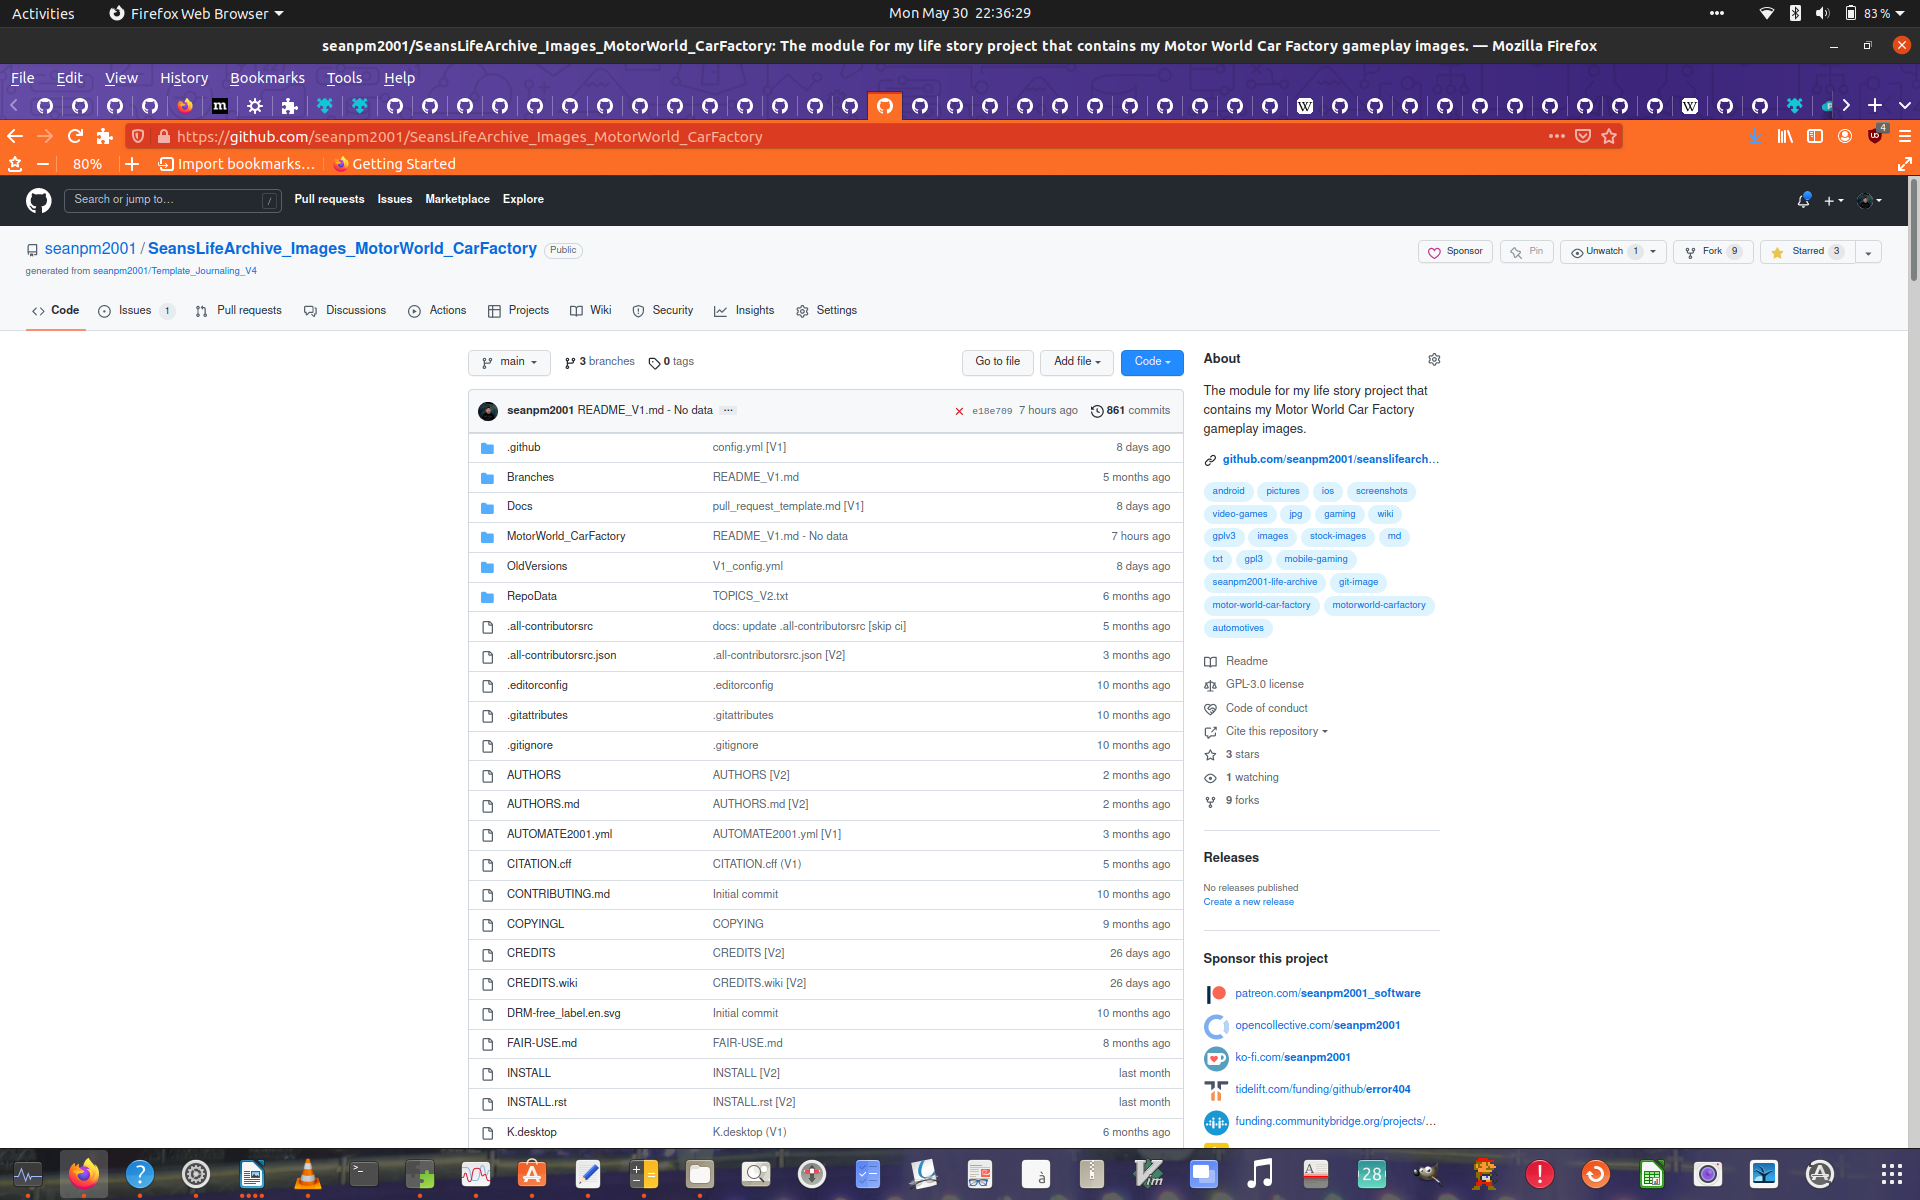 Activities
Firefox Web Browser
Mon May 30 22:36:29
83 %
seanpm2001/SeansLifeArchive_Images_MotorWorld_CarFactory: The module for my life story project that contains my Motor World Car Factory gameplay images. — Mozilla Firefox
File Edit View History Bookmarks Tools Help
https://github.com/seanpm2001/SeansLifeArchive_Images_MotorWorld_CarFactory
4
80%
Import bookmarks...
Getting Started
Search or jump to...
/
Pull requests Issues Marketplace Explore
seanpm2001 / SeansLifeArchive_Images_MotorWorld_CarFactory Public
generated from seanpm2001/Template_Journaling_V4
Sponsor
Pin
Unwatch 1
Fork 9
Starred 3
Code
Issues 1
Pull requests
Discussions
Actions
Projects
Wiki
Security
Insights
Settings
main
3 branches
0 tags
Go to file
Add file
Code
seanpm2001 README_V1.md - No data ... e18e709 7 hours ago 861 commits
.github config.yml [V1] 8 days ago
Branches README_V1.md 5 months ago
Docs pull_request_template.md [V1] 8 days ago
MotorWorld_CarFactory README_V1.md - No data 7 hours ago
OldVersions V1_config.yml 8 days ago
RepoData TOPICS_V2.txt 6 months ago
.all-contributorsrc docs: update .all-contributorsrc [skip ci] 5 months ago
.all-contributorsrc.json .all-contributorsrc.json [V2] 3 months ago
.editorconfig .editorconfig 10 months ago
.gitattributes .gitattributes 10 months ago
.gitignore .gitignore 10 months ago
AUTHORS AUTHORS [V2] 2 months ago
AUTHORS.md AUTHORS.md [V2] 2 months ago
AUTOMATE2001.yml AUTOMATE2001.yml [V1] 3 months ago
CITATION.cff CITATION.cff (V1) 5 months ago
CONTRIBUTING.md Initial commit 10 months ago
COPYINGL COPYING 9 months ago
CREDITS CREDITS [V2] 26 days ago
CREDITS.wiki CREDITS.wiki [V2] 26 days ago
DRM-free_label.en.svg Initial commit 10 months ago
FAIR-USE.md FAIR-USE.md 8 months ago
INSTALL INSTALL [V2] last month
INSTALL.rst INSTALL.rst [V2] last month
K.desktop K.desktop (V1) 6 months ago
About
The module for my life story project that
contains my Motor World Car Factory
gameplay images.
github.com/seanpm2001/seanslifearch...
android pictures ios screenshots
video-games jpg gaming wiki
gplv3 images stock-images md
txt gpl3 mobile-gaming
seanpm2001-life-archive git-image
motor-world-car-factory motorworld-carfactory
automotives
Readme
GPL-3.0 license
Code of conduct
Cite this repository
3 stars
1 watching
9 forks
Releases
No releases published
Create a new release
Sponsor this project
patreon.com/seanpm2001_software
opencollective.com/seanpm2001
ko-fi.com/seanpm2001
tidelift.com/funding/github/error404
funding.communitybridge.org/projects/...
28